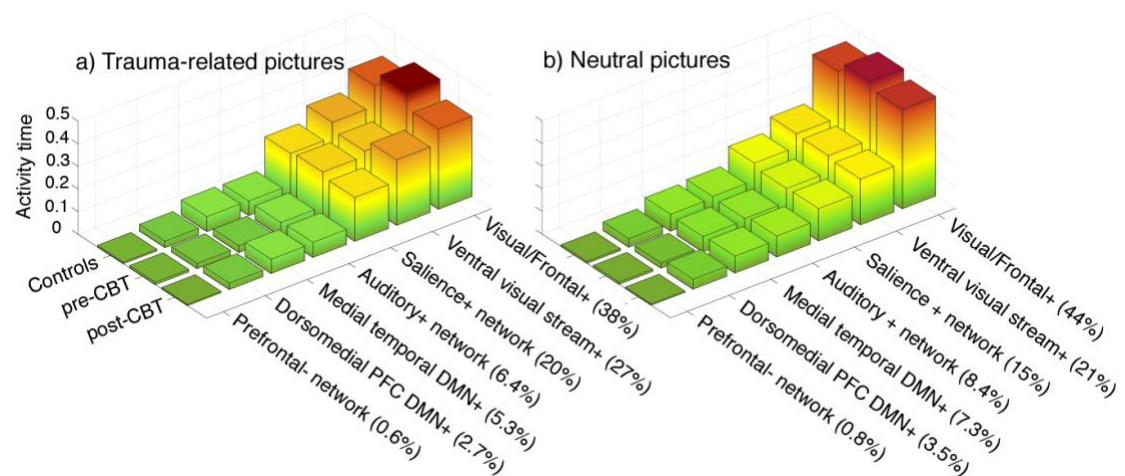 a) Trauma-related pictures
b) Neutral pictures
Activity time
0.5
0.4
0.3
0.2
0.1
0
Controls
pre-CBT
post-CBT
Visual/Frontal+ (38%)
Ventral visual stream+ (27%)
Salience+ network (20%)
Auditory+ network (6.4%)
Medial temporal DMN+ (5.3%)
Dorsomedial PFC DMN+ (2.7%)
Prefrontal- network (0.6%)
Visual/Frontal+ (44%)
Ventral visual stream+ (21%)
Salience + network (15%)
Auditory + network (8.4%)
Medial temporal DMN+ (7.3%)
Dorsomedial PFC DMN+ (3.5%)
Prefrontal- network (0.8%)